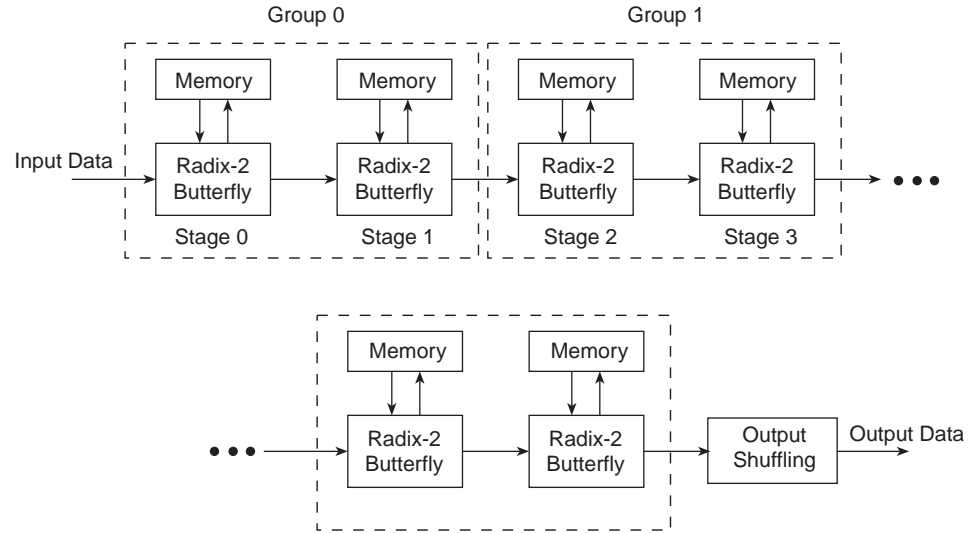 Group 0
Group 1
Memory
Memory
Memory
Memory
Input Data
Radix-2
Butterfly
Radix-2
Butterfly
Radix-2
Butterfly
Radix-2
Butterfly
Stage 0
Stage 1
Stage 2
Stage 3
Memory
Memory
Radix-2
Butterfly
Radix-2
Butterfly
Output
Shuffling
Output Data